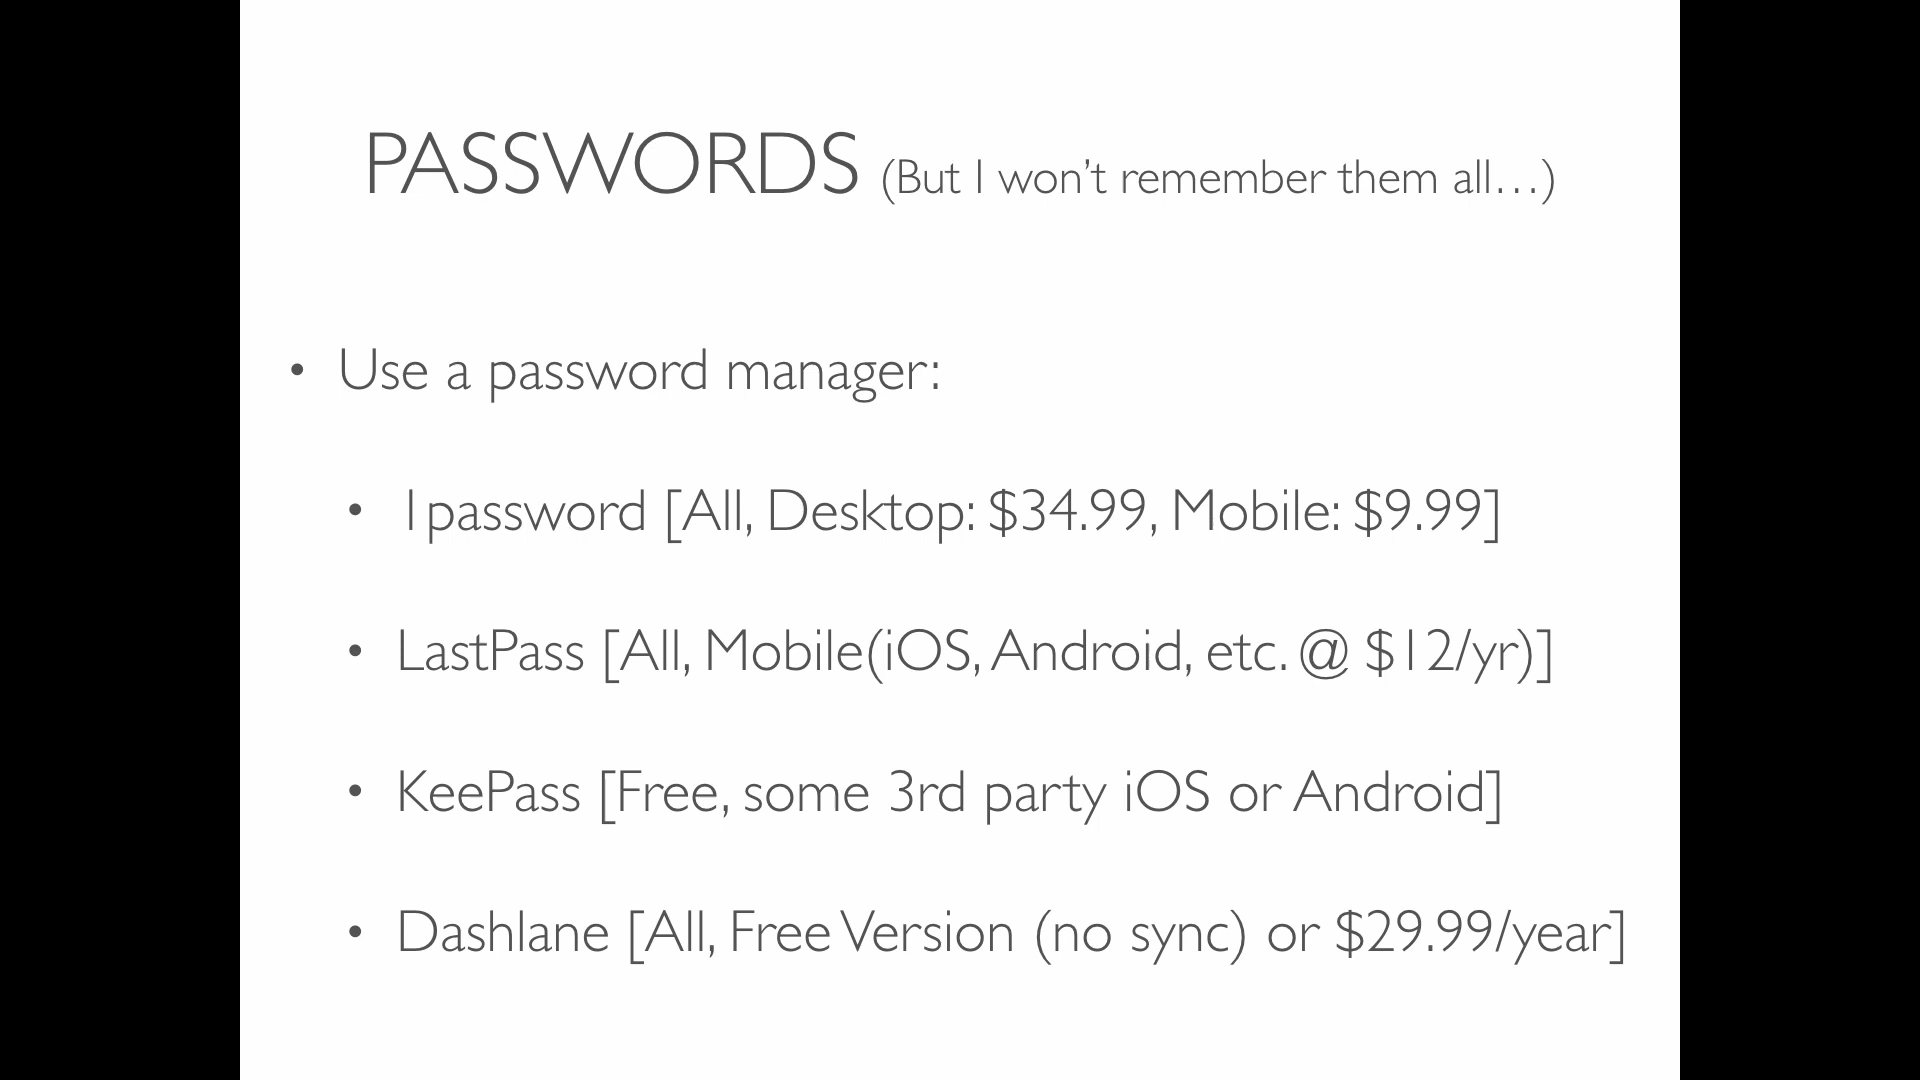 PASSWORDS (But I won't remember them all…)
• Use a password manager:
• 1password [All, Desktop: $34.99, Mobile: $9.99]
• LastPass [All, Mobile(iOS, Android, etc. @ $12/yr)]
• KeePass [Free, some 3rd party iOS or Android]
• Dashlane [All, Free Version (no sync) or $29.99/year]